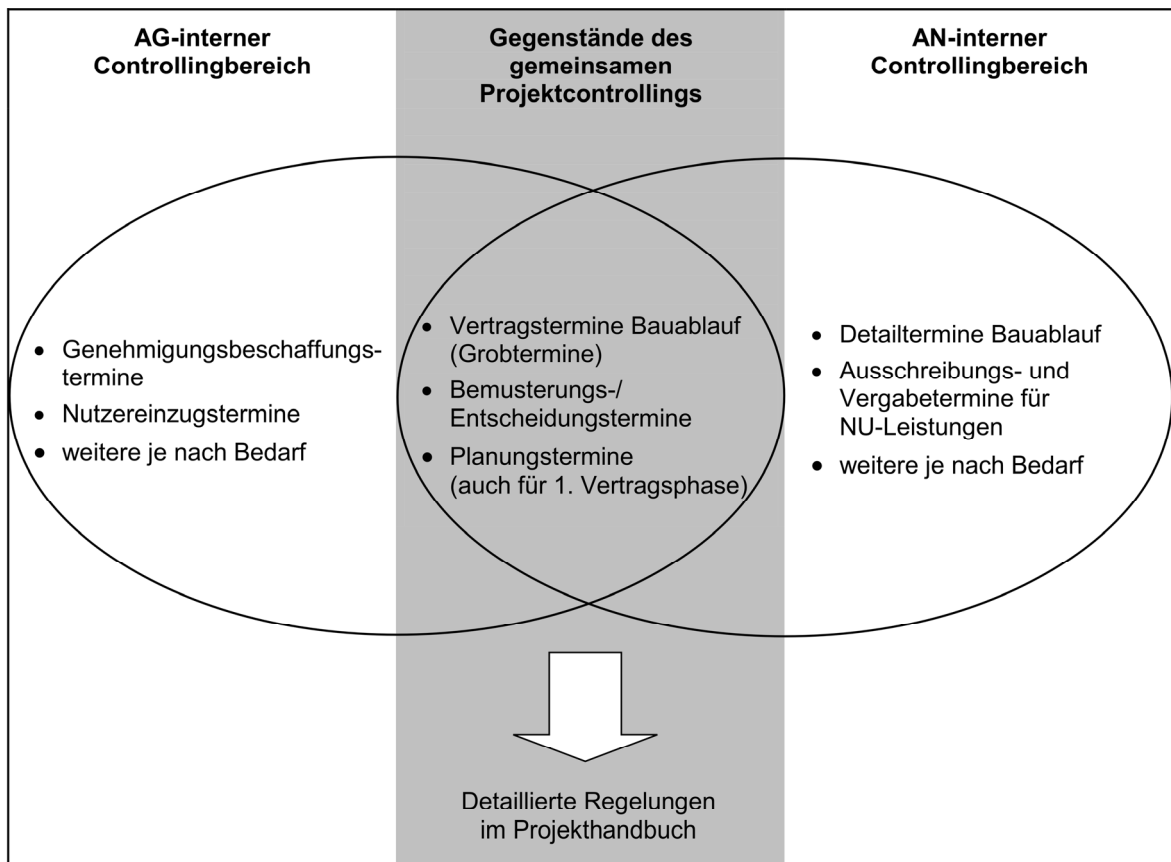 AG-interner
Controllingbereich
Gegenstände des
gemeinsamen
Projektcontrollings
AN-interner
Controllingbereich
• Genehmigungsbeschaffungs-
termine
• Nutzereinzugstermine
• weitere je nach Bedarf
• Vertragstermine Bauablauf
(Grobtermine)
• Bemusterungs-/
Entscheidungstermine
• Planungstermine
(auch für 1. Vertragsphase)
• Detailtermine Bauablauf
• Ausschreibungs- und
Vergabetermine für
NU-Leistungen
• weitere je nach Bedarf
Detaillierte Regelungen
im Projekthandbuch